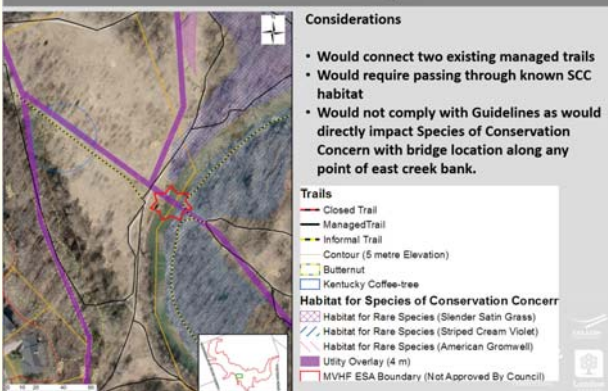 Considerations
• Would connect two existing managed trails
• Would require passing through known SCC
habitat
• Would not comply with Guidelines as would
directly impact Species of Conservation
Concern with bridge location along any
point of east creek bank.
Trails
Closed Trail
ManagedTrail
Informal Trail
Contour (5 metre Elevation)
Butternut
Kentucky Coffee-tree
Habitat for Species of Conservation Concern
Habitat for Rare Species (Slender Satin Grass)
Habitat for Rare Species (Striped Cream Violet)
Habitat for Rare Species (American Gromwell)
Utlity Overlay (4 m)
MVHF ESA Boundary (Not Approved By Council)